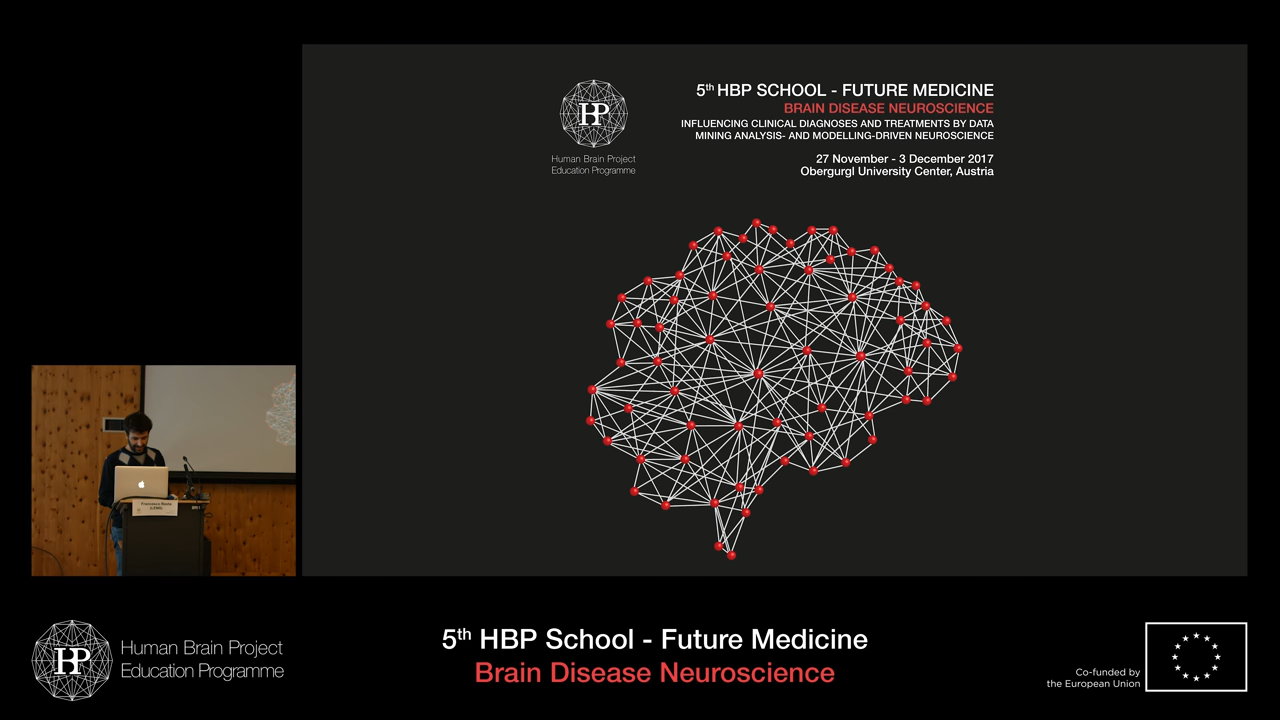 5th HBP SCHOOL - FUTURE MEDICINE
BRAIN DISEASE NEUROSCIENCE
INFLUENCING CLINICAL DIAGNOSES AND TREATMENTS BY DATA
MINING ANALYSIS- AND MODELLING-DRIVEN NEUROSCIENCE
27 November - 3 December 2017
Obergurgl University Center, Austria
HP
Human Brain Project
Education Programme
HP
Human Brain Project
Education Programme
5th HBP School - Future Medicine
Brain Disease Neuroscience
Co-funded by
the European Union